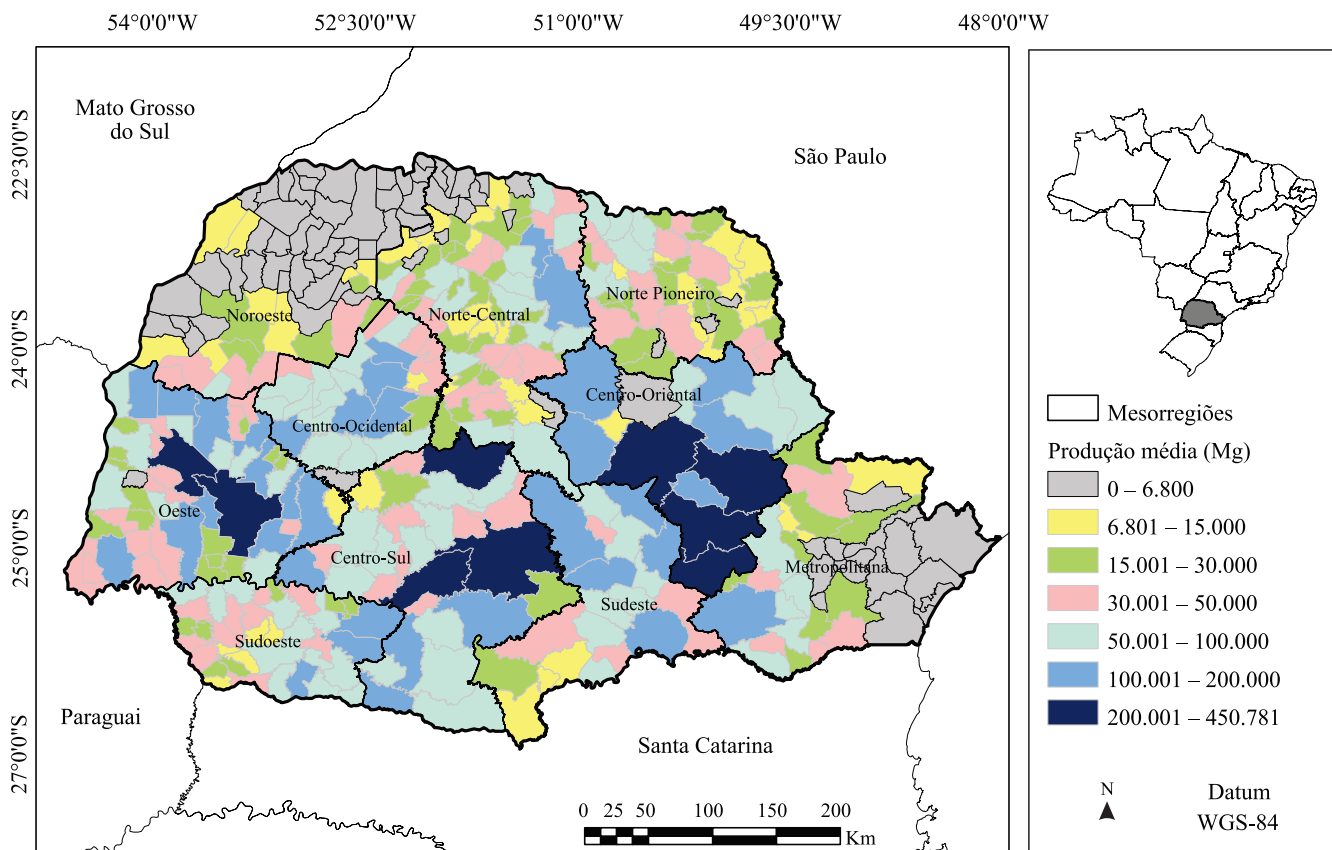 54°0'0"W 52°30'0"W 51°0'0"W 49°30'0"W 48°0'0"W
22°30'0"S
24°0'0"S
25°0'0"S
27°0'0"S
Mato Grosso
do Sul
São Paulo
Noroeste
Norte-Central
Norte Pioneiro
Centro-Oriental
Centro-Ocidental
Oeste
Centro-Sul
Metropolitana
Sudeste
Sudoeste
Paraguai
Santa Catarina
0 25 50 100 150 200
Km
Mesorregiões
Produção média (Mg)
0 – 6.800
6.801 – 15.000
15.001 – 30.000
30.001 – 50.000
50.001 – 100.000
100.001 – 200.000
200.001 – 450.781
N
Datum
WGS-84